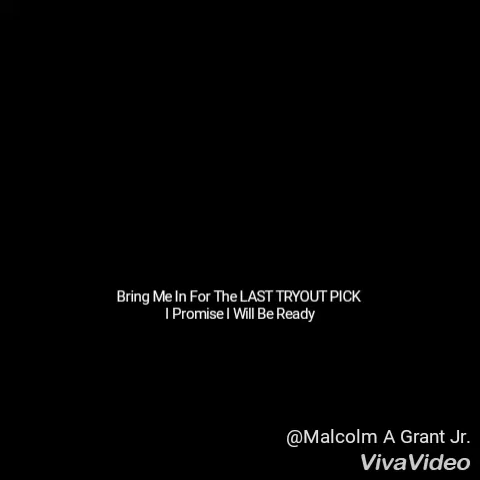 Bring Me In For The LAST TRYOUT PICK
I Promise I Will Be Ready
@Malcolm A Grant Jr.
VivaVideo